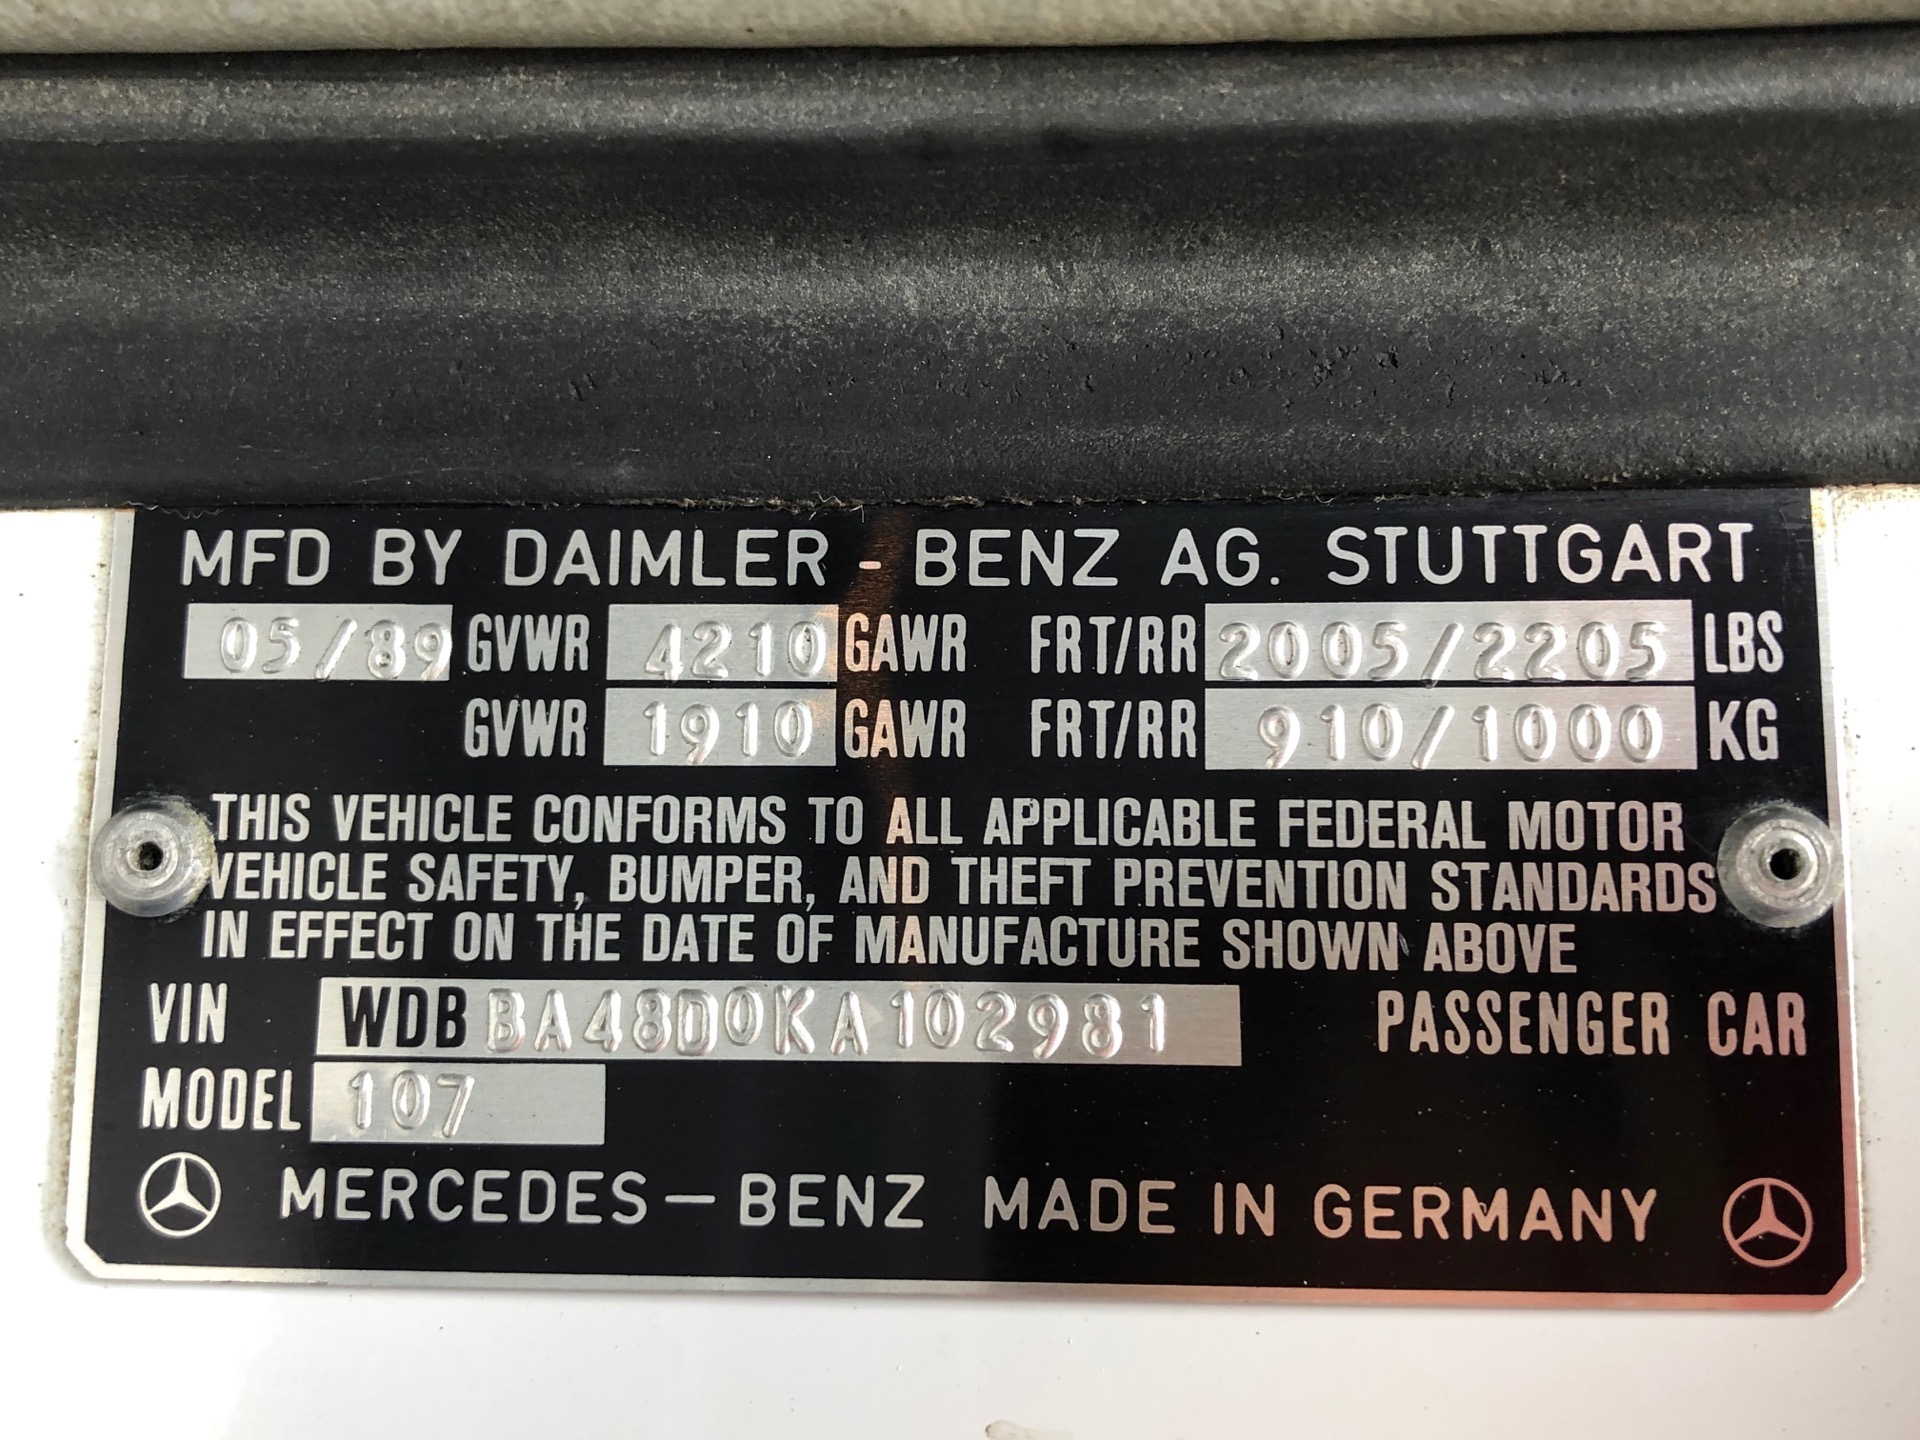 MFD BY DAIMLER - BENZ AG. STUTTGART
05/89 GVWR 4210 GAWR FRT/RR 2005/2205 LBS
GVWR 1910 GAWR FRT/RR 910/1000 KG
THIS VEHICLE CONFORMS TO ALL APPLICABLE FEDERAL MOTOR
VEHICLE SAFETY, BUMPER, AND THEFT PREVENTION STANDARDS
IN EFFECT ON THE DATE OF MANUFACTURE SHOWN ABOVE
VIN WDBBA48D0KA102981 PASSENGER CAR
MODEL 107
MERCEDES-BENZ MADE IN GERMANY